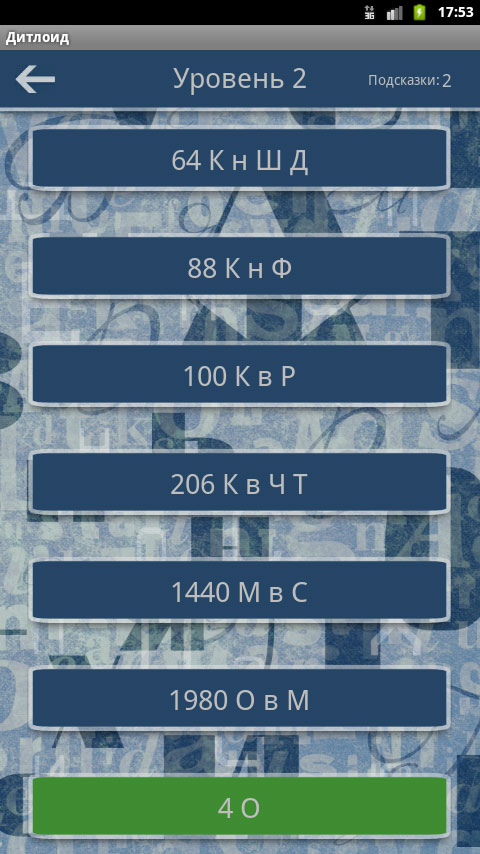 3G 17:53
Дитлоид
Уровень 2 Подсказки: 2
64 К н Ш Д
88 К н Ф
100 К в Р
206 К в Ч Т
1440 М в С
1980 О в М
4 О